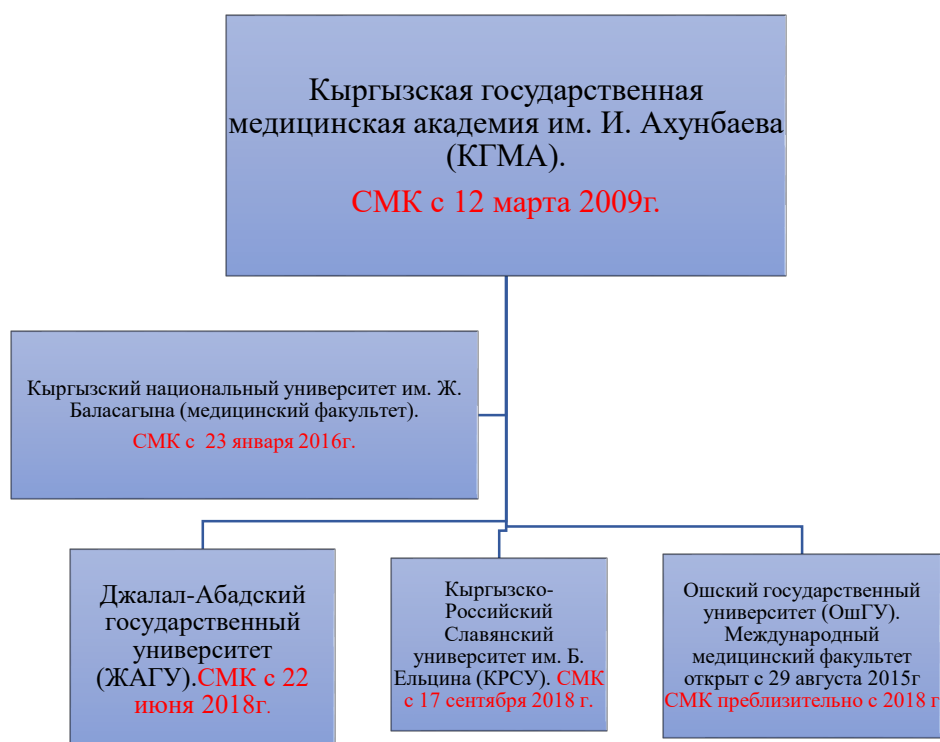 Кыргызская государственная
медицинская академия им. И. Ахунбаева
(КГМА).
СМК с 12 марта 2009г.
Кыргызский национальный университет им. Ж.
Баласагына (медицинский факультет).
СМК с 23 января 2016г.
Джалал-Абадский
государственный
университет
(ЖАГУ).СМК с 22
июня 2018г.
Кыргызско-
Российский
Славянский
университет им. Б.
Ельцина (КРСУ). СМК
с 17 сентября 2018 г.
Ошский государственный
университет (ОшГУ).
Международный
медицинский факультет
открыт с 29 августа 2015г
СМК преблизительно с 2018 г